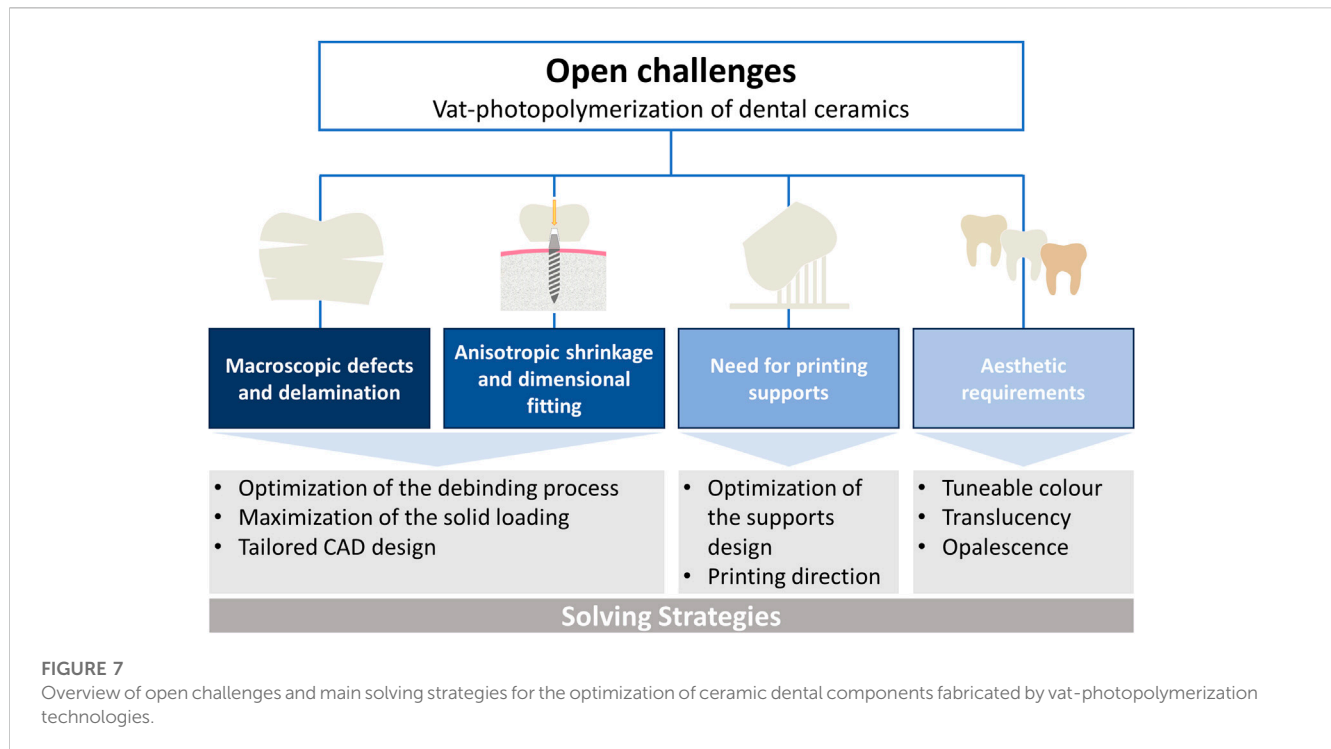 Open challenges
Vat-photopolymerization of dental ceramics
Macroscopic defects
and delamination
Anisotropic shrinkage
and dimensional
fitting
Need for printing
supports
Aesthetic
requirements
• Optimization of the debinding process
• Maximization of the solid loading
• Tailored CAD design
• Optimization of
the supports
design
• Printing direction
• Tuneable colour
• Translucency
• Opalescence
Solving Strategies
FIGURE 7
Overview of open challenges and main solving strategies for the optimization of ceramic dental components fabricated by vat-photopolymerization
technologies.